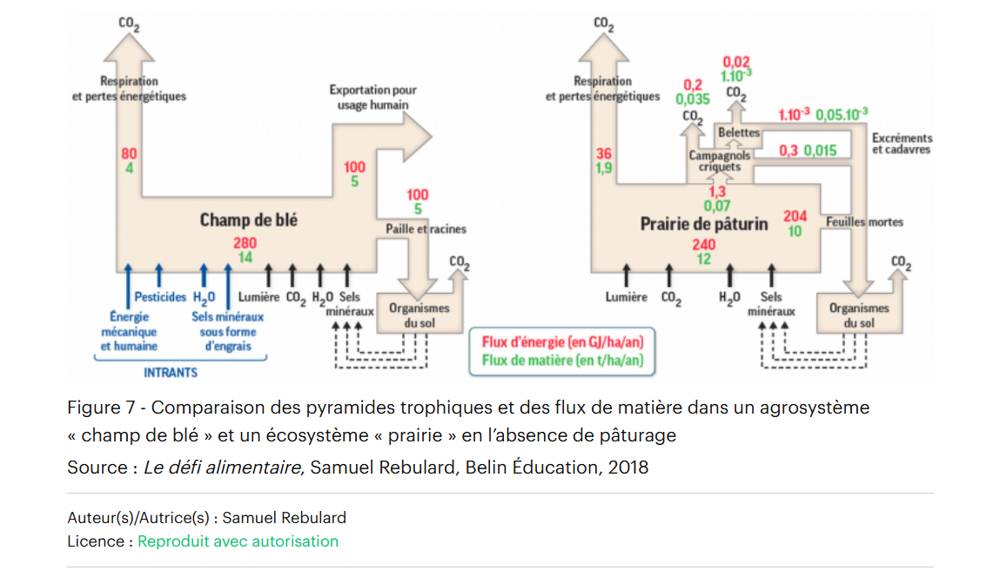 CO₂
Respiration
et pertes énergétiques
80
4
Exportation pour
usage humain
100
5
100
5
Paille et racines
Champ de blé
280
14
CO₂
Pesticides H₂O Lumière CO₂ H₂O Sels
minéraux
Énergie
mécanique
et humaine
Sels minéraux
sous forme
d'engrais
INTRANTS
Organismes
du sol
CO₂
Respiration
et pertes énergétiques
36
1,9
0,2
0,035
CO₂
0,02
1.10⁻³
CO₂
Belettes
1.10⁻³ 0,05.10⁻³
Campagnols
criquets
0,3 0,015
Excréments
et cadavres
1,3
0,07
Prairie de pâturin
204
10
Feuilles mortes
240
12
CO₂
Lumière CO₂ H₂O Sels
minéraux
Organismes
du sol
Flux d'énergie (en GJ/ha/an)
Flux de matière (en t/ha/an)
Figure 7 - Comparaison des pyramides trophiques et des flux de matière dans un agrosystème
« champ de blé » et un écosystème « prairie » en l’absence de pâturage
Source : Le défi alimentaire, Samuel Rebulard, Belin Éducation, 2018
Auteur(s)/Autrice(s) : Samuel Rebulard
Licence : Reproduit avec autorisation